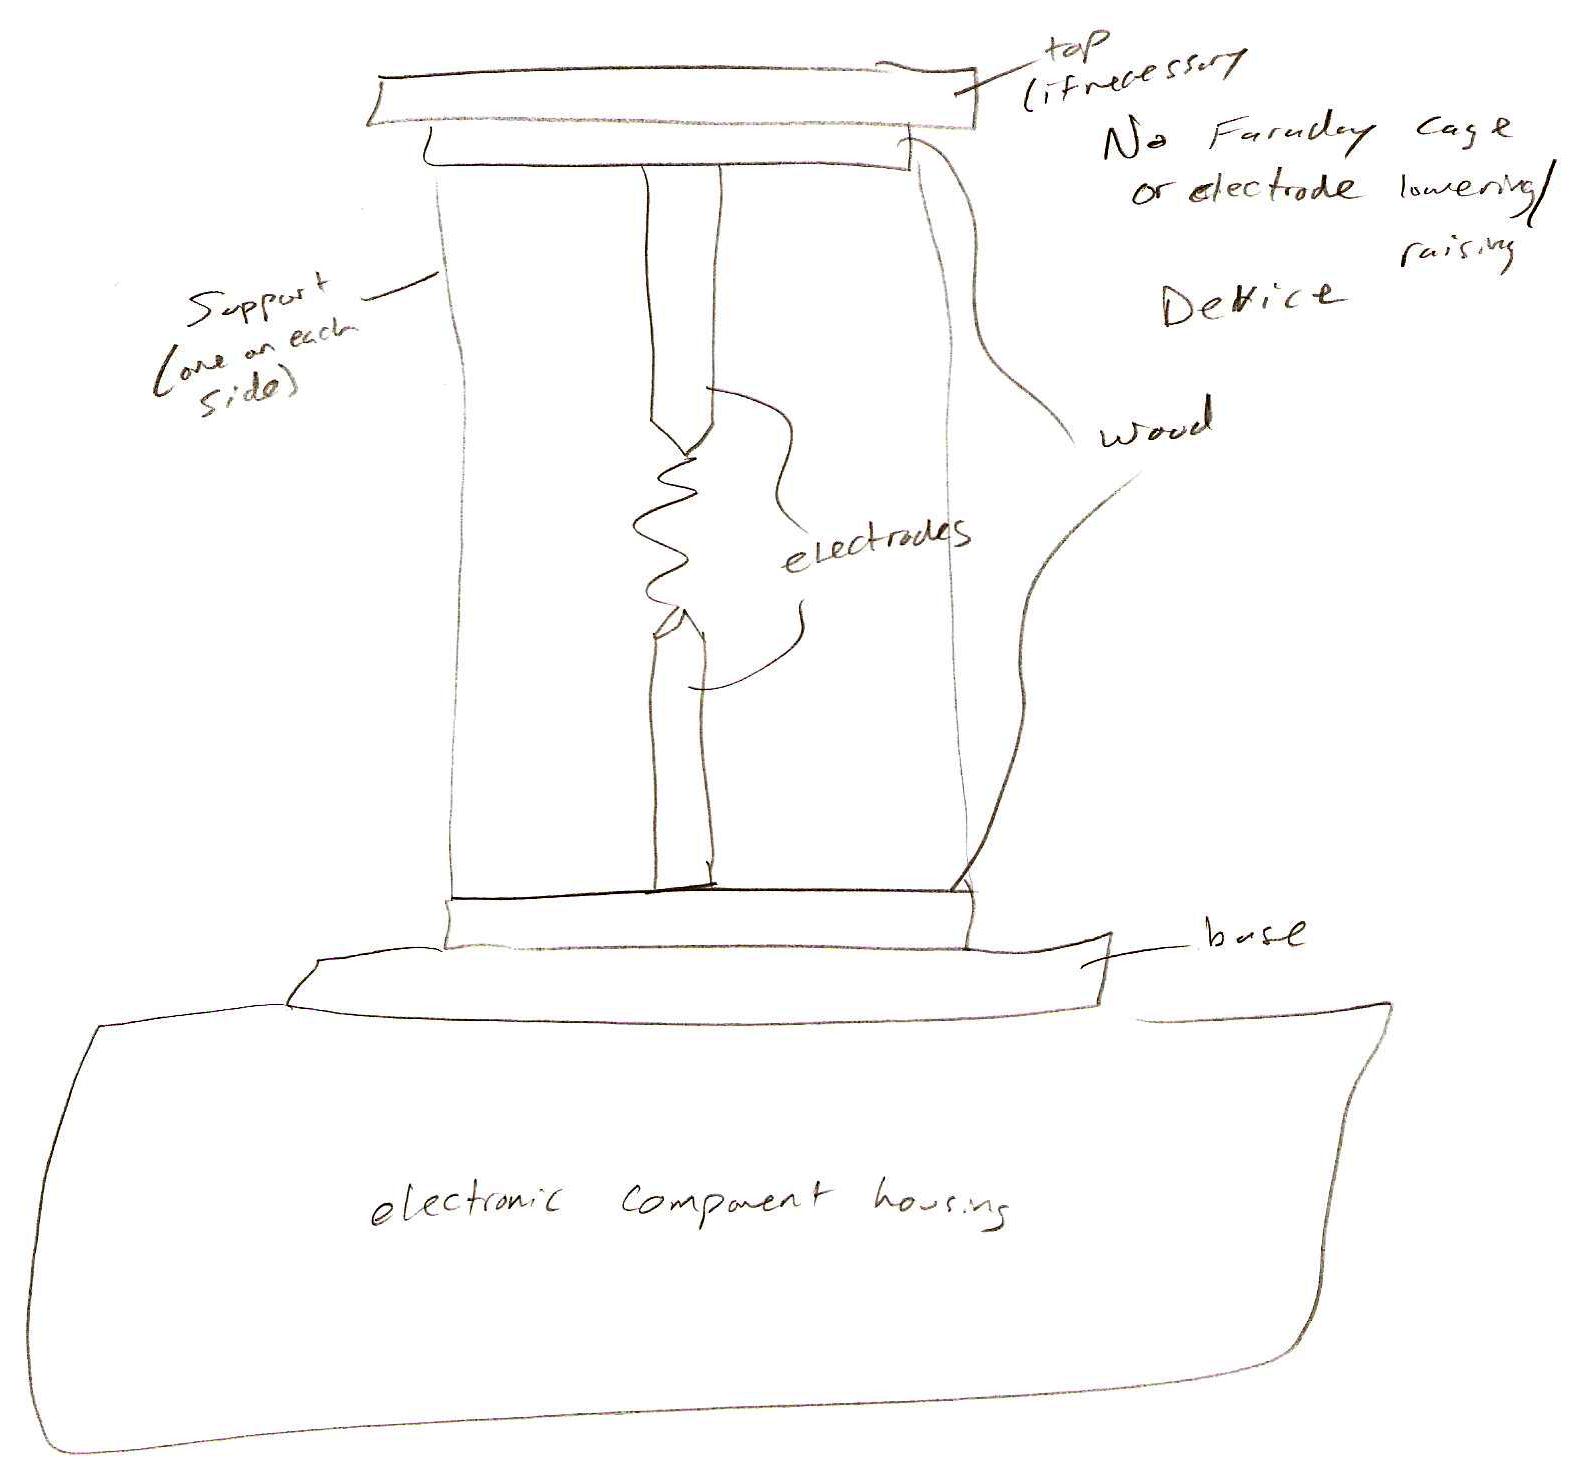 top
(if necessary
No Faraday cage
or electrode lowering/
raising
Device
Support
(one on each
side)
wood
electrodes
base
electronic component housing